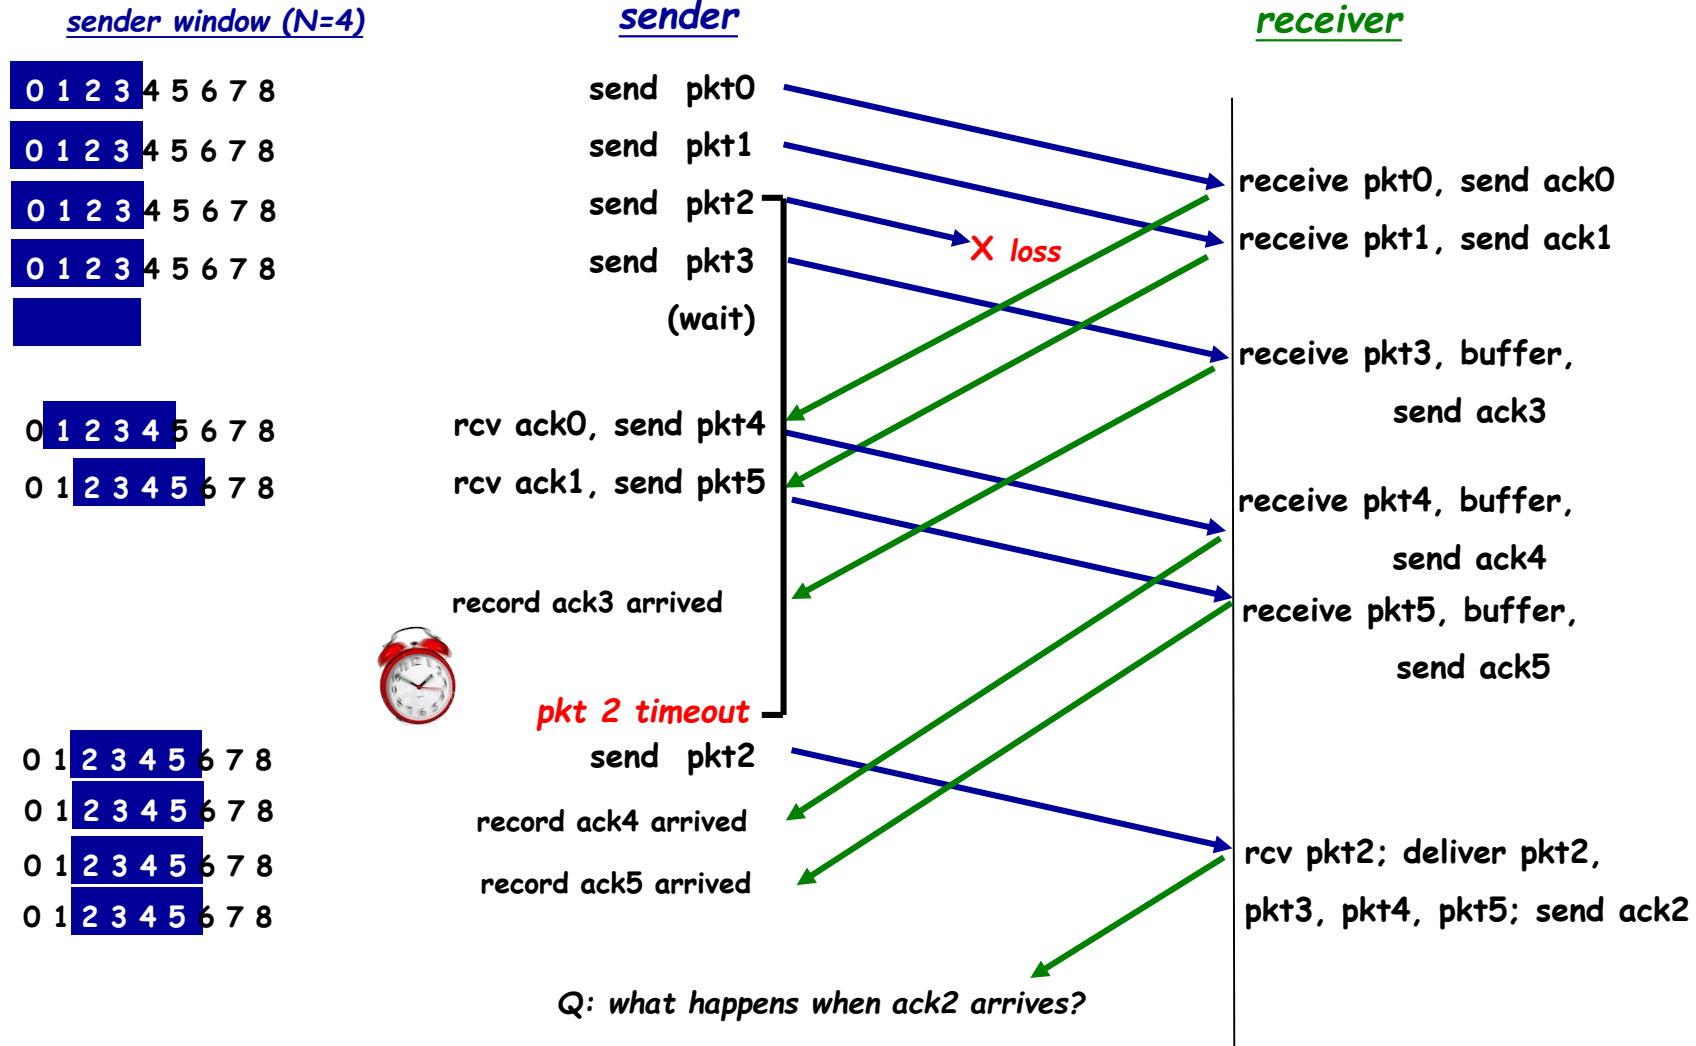 sender window (N=4)
sender
receiver
0 1 2 3 4 5 6 7 8
send pkt0
0 1 2 3 4 5 6 7 8
send pkt1
receive pkt0, send ack0
0 1 2 3 4 5 6 7 8
send pkt2
X loss
receive pkt1, send ack1
0 1 2 3 4 5 6 7 8
send pkt3
(wait)
receive pkt3, buffer,
send ack3
0 1 2 3 4 5 6 7 8
rcv ack0, send pkt4
0 1 2 3 4 5 6 7 8
rcv ack1, send pkt5
receive pkt4, buffer,
send ack4
record ack3 arrived
receive pkt5, buffer,
send ack5
pkt 2 timeout
0 1 2 3 4 5 6 7 8
send pkt2
0 1 2 3 4 5 6 7 8
record ack4 arrived
0 1 2 3 4 5 6 7 8
record ack5 arrived
rcv pkt2; deliver pkt2,
pkt3, pkt4, pkt5; send ack2
0 1 2 3 4 5 6 7 8
Q: what happens when ack2 arrives?